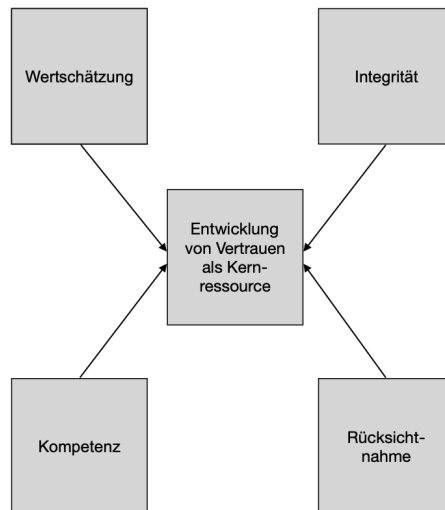 Wertschätzung
Integrität
Entwicklung
von Vertrauen
als Kern-
ressource
Kompetenz
Rücksicht-
nahme